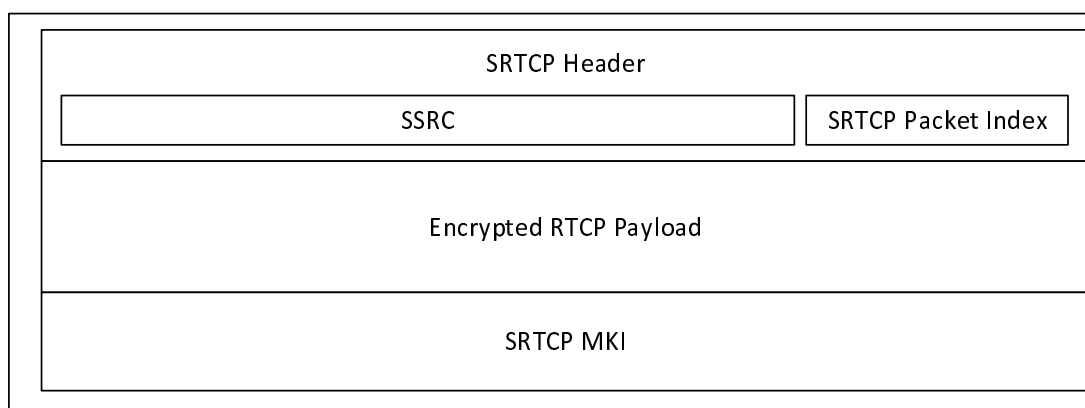 SRTCP Header
SSRC
SRTCP Packet Index
Encrypted RTCP Payload
SRTCP MKI